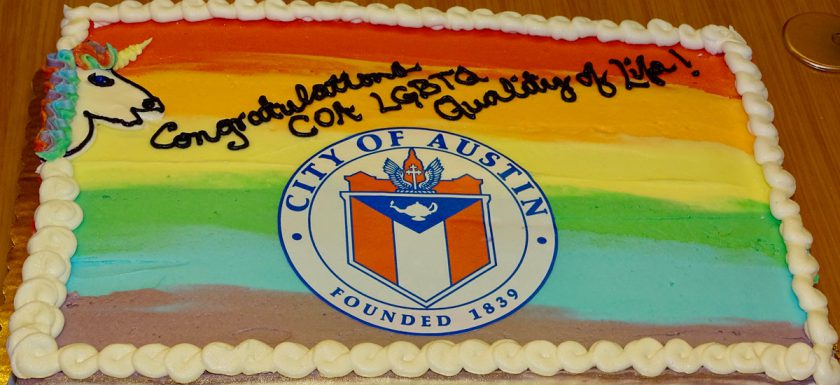 Congratulations
COA LGBTQ
Quality of Life!
CITY OF AUSTIN
FOUNDED 1839